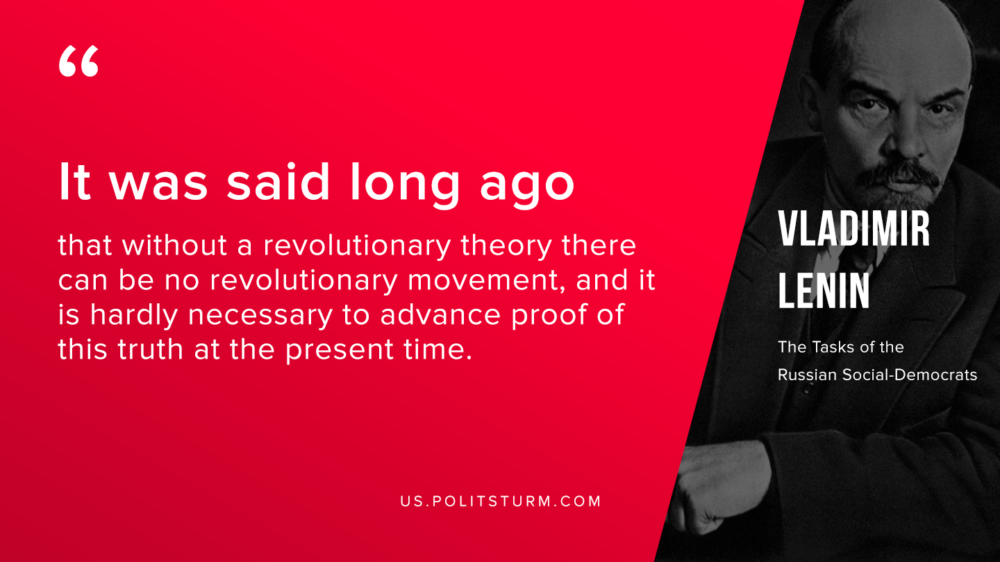 “
It was said long ago
that without a revolutionary theory there
can be no revolutionary movement, and it
is hardly necessary to advance proof of
this truth at the present time.
VLADIMIR
LENIN
The Tasks of the
Russian Social-Democrats
US.POLITSTURM.COM